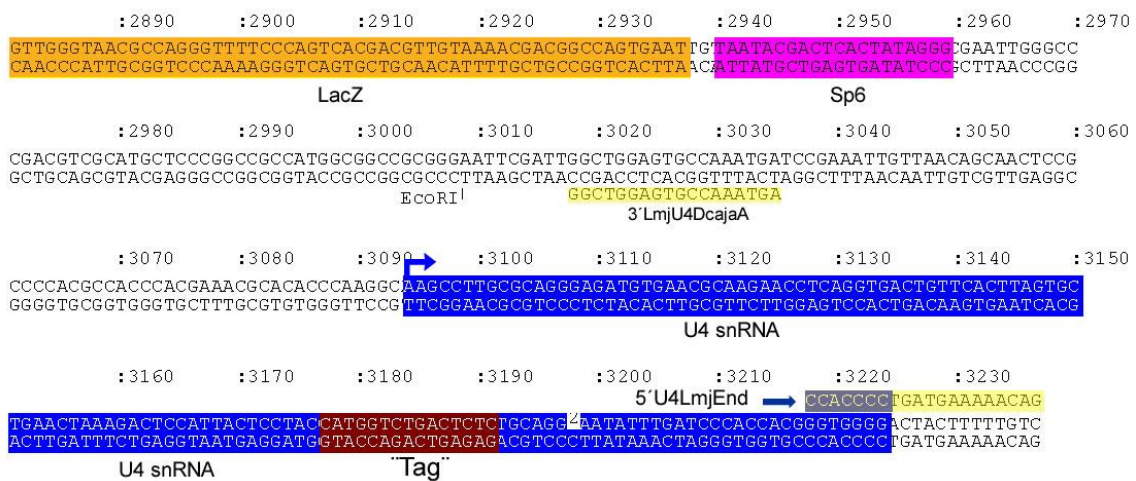 :2890 :2900 :2910 :2920 :2930 :2940 :2950 :2960 :2970
GTTGGGTAACGCCAGGGTTTTCCCAGTCACGACGTTGTAAAACGACGGCCAGTGAATTGTAATACGACTCACTATAGGGCGAATTGGGCC
CAACCCATTGCGGTCCCAAAAGGGTCAGTGCTGCAACATTTTGCTGCCGGTCACTTAACATTATGCTGAGTGATATCCCGCTTAACCCGG
LacZ Sp6
:2980 :2990 :3000 :3010 :3020 :3030 :3040 :3050 :3060
CGACGTCGCATGCTCCCGGCCGCCATGGCGGCCGCGGGAATTCGATTGGCTGGAGTGCCAAATGATCCGAAATTGTTAACAGCAACTCCG
GCTGCAGCGTACGAGGGCCGGCGGTACCGCCGGCGCCCTTAAGCTAACCGACCTCACGGTTTACTAGGCTTTAACAATTGTCGTTGAGGC
EcoRI GGCTGGAGTGCCAAATGA
3´LmjU4DcajaA
:3070 :3080 :3090 :3100 :3110 :3120 :3130 :3140 :3150
CCCCACGCCACCCACGAAACGCACACCCAAGGCAAGCCTTGCGCAGGGAGATGTGAACGCAAGAACCTCAGGTGACTGTTCACTTAGTGC
GGGGTGCGGTGGGTGCTTTGCGTGTGGGTTCCGTTCGGAACGCGTCCCTCTACACTTGCGTTCTTGGAGTCCACTGACAAGTGAATCACG
U4 snRNA
:3160 :3170 :3180 :3190 :3200 :3210 :3220 :3230
5´U4LmjEnd CCACCCCTGATGAAAAACAG
TGAACTAAAGACTCCATTACTCCTACCATGGTCTGACTCTCTGCAGG2AATATTTGATCCCACCACGGGTGGGGACTACTTTTTGTC
ACTTGATTTCTGAGGTAATGAGGATGGTACCAGACTGAGAGACGTCCCTTATAAACTAGGGTGGTGCCCACCCCTGATGAAAAACAG
U4 snRNA ¨Tag¨